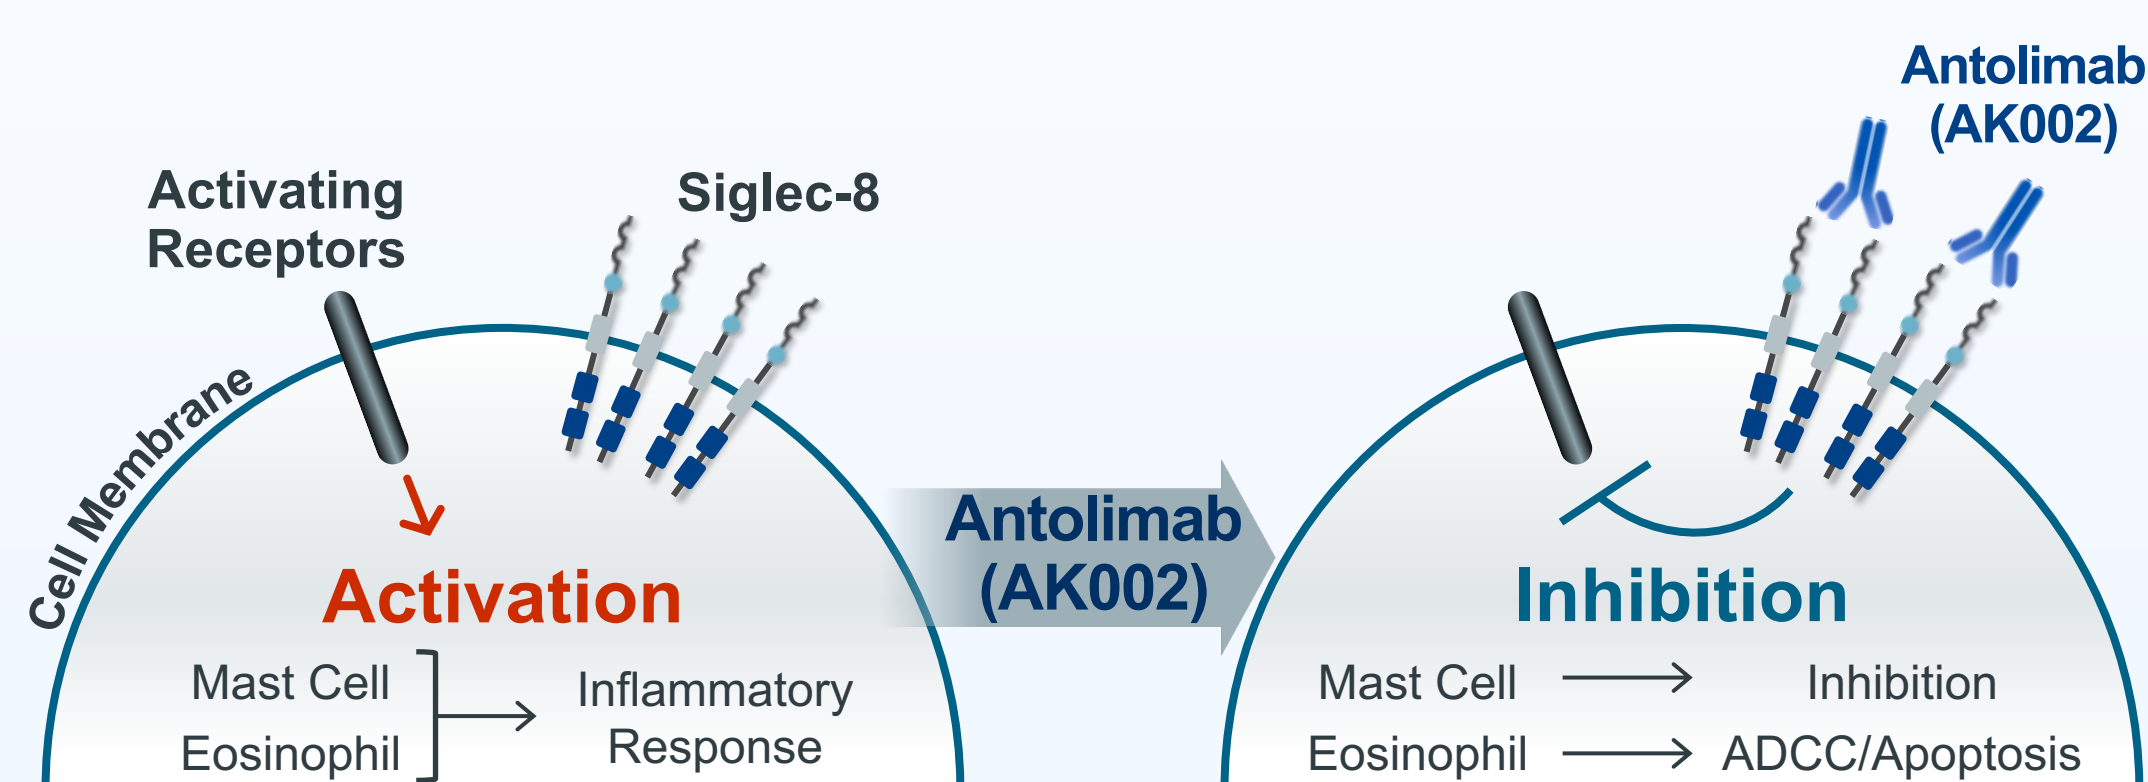 Activating
Receptors
Siglec-8
Cell Membrane
Activation
Mast Cell
Eosinophil
Inflammatory
Response
Antolimab
(AK002)
Antolimab
(AK002)
Inhibition
Mast Cell
Inhibition
Eosinophil
ADCC/Apoptosis